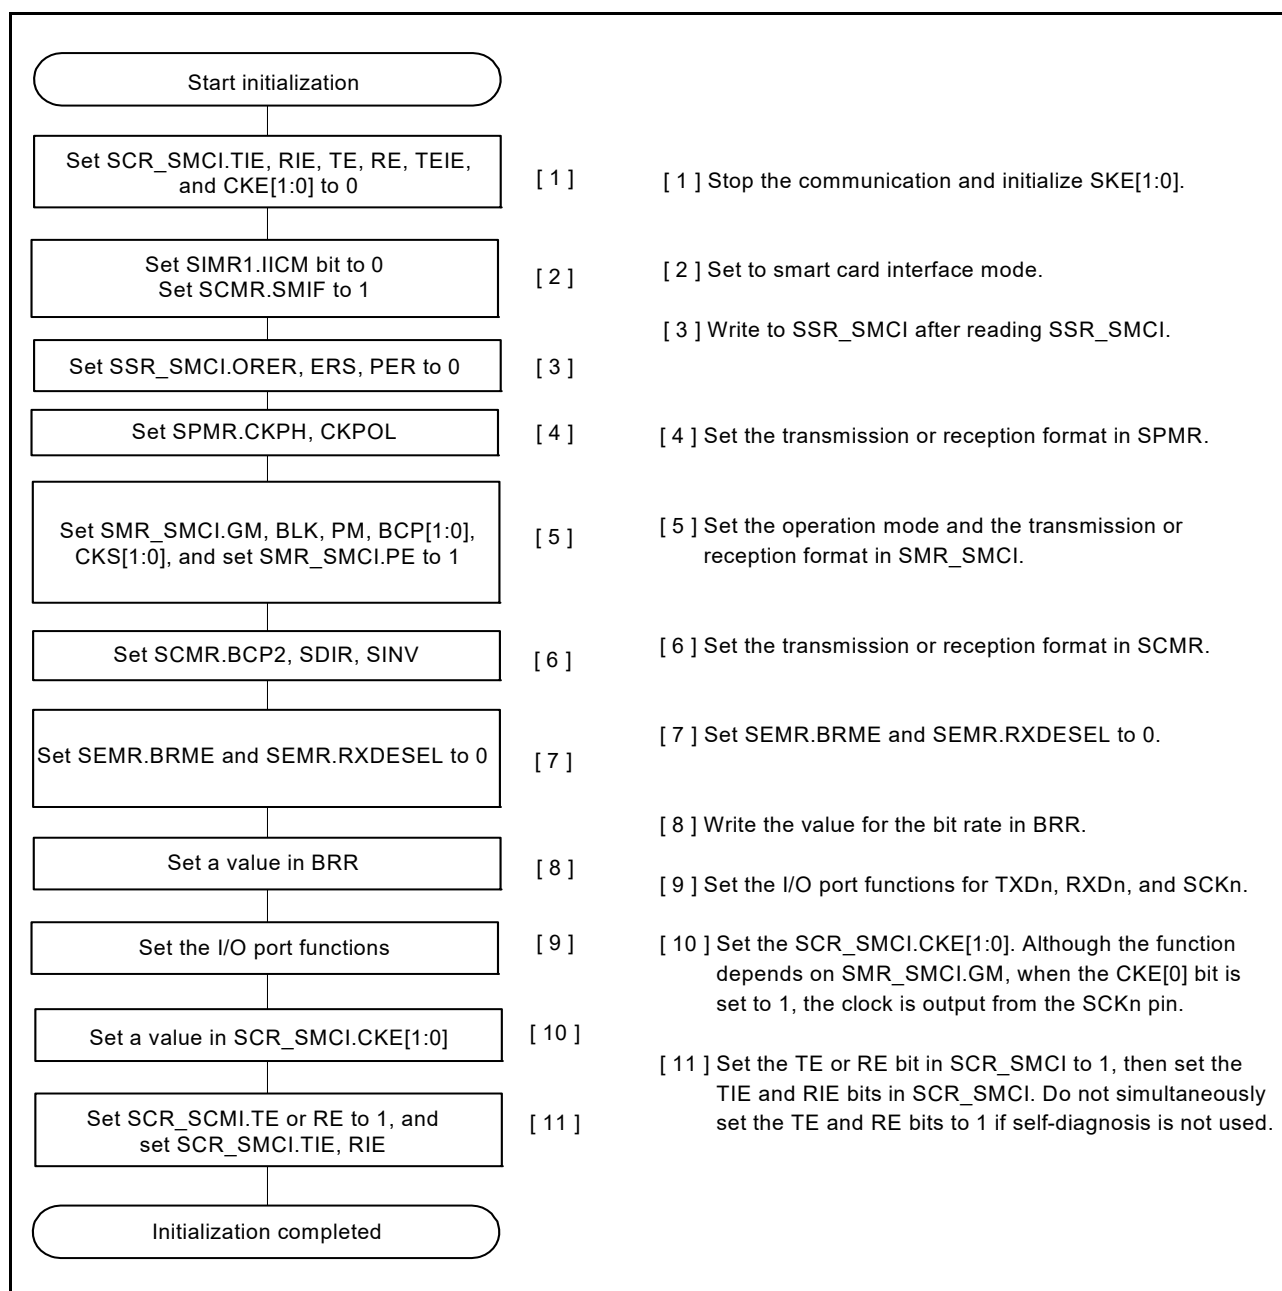 Start initialization
Set SCR_SMCI.TIE, RIE, TE, RE, TEIE,
and CKE[1:0] to 0
[ 1 ]
[ 1 ] Stop the communication and initialize SKE[1:0].
Set SIMR1.IICM bit to 0
Set SCMR.SMIF to 1
[ 2 ]
[ 2 ] Set to smart card interface mode.
[ 3 ] Write to SSR_SMCI after reading SSR_SMCI.
Set SSR_SMCI.ORER, ERS, PER to 0
[ 3 ]
Set SPMR.CKPH, CKPOL
[ 4 ]
[ 4 ] Set the transmission or reception format in SPMR.
Set SMR_SMCI.GM, BLK, PM, BCP[1:0],
CKS[1:0], and set SMR_SMCI.PE to 1
[ 5 ]
[ 5 ] Set the operation mode and the transmission or
reception format in SMR_SMCI.
Set SCMR.BCP2, SDIR, SINV
[ 6 ]
[ 6 ] Set the transmission or reception format in SCMR.
Set SEMR.BRME and SEMR.RXDESEL to 0
[ 7 ]
[ 7 ] Set SEMR.BRME and SEMR.RXDESEL to 0.
[ 8 ] Write the value for the bit rate in BRR.
Set a value in BRR
[ 8 ]
[ 9 ] Set the I/O port functions for TXDn, RXDn, and SCKn.
Set the I/O port functions
[ 9 ]
[ 10 ] Set the SCR_SMCI.CKE[1:0]. Although the function
depends on SMR_SMCI.GM, when the CKE[0] bit is
set to 1, the clock is output from the SCKn pin.
Set a value in SCR_SMCI.CKE[1:0]
[ 10 ]
[ 11 ] Set the TE or RE bit in SCR_SMCI to 1, then set the
TIE and RIE bits in SCR_SMCI. Do not simultaneously
set the TE and RE bits to 1 if self-diagnosis is not used.
Set SCR_SCMI.TE or RE to 1, and
set SCR_SMCI.TIE, RIE
[ 11 ]
Initialization completed